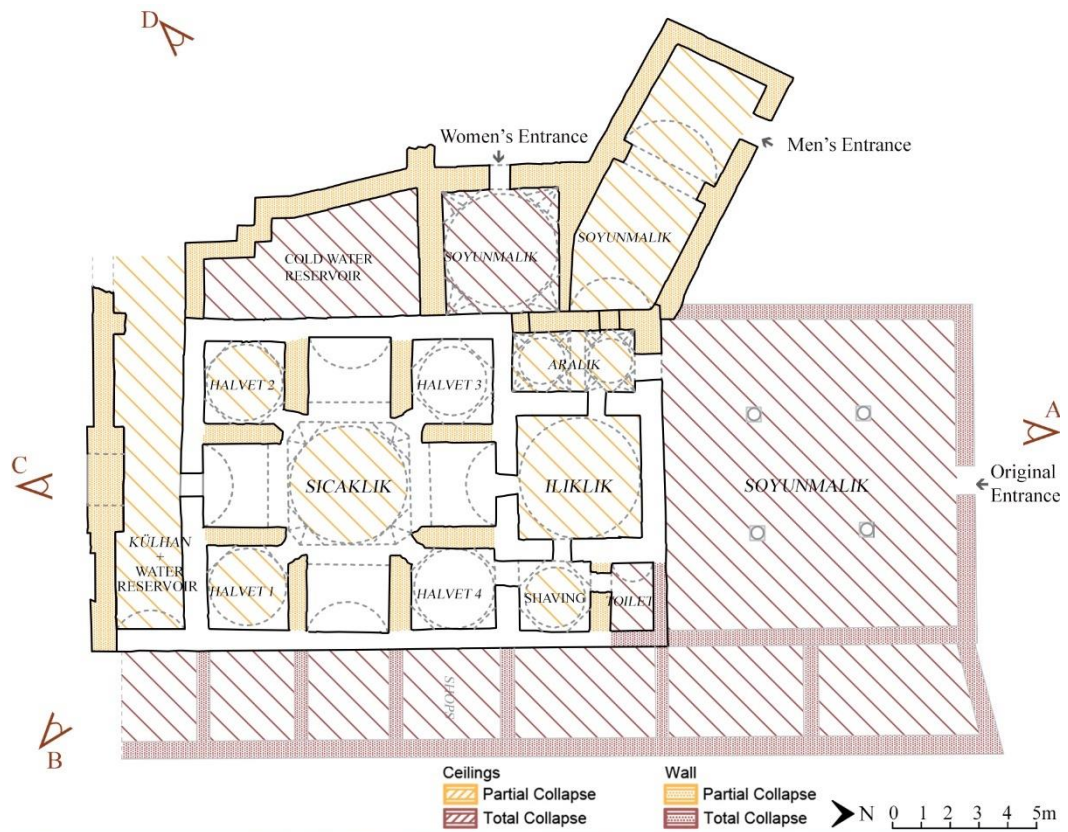 D
Women's Entrance
Men's Entrance
SOYUNMALIK
COLD WATER
RESERVOIR
SOYUNMALIK
ARALIK
HALVET 2
HALVET 3
A
C
SICAKLIK
ILIKLIK
SOYUNMALIK
Original
Entrance
KÜLHAN
+
WATER
RESERVOIR
HALVET 1
HALVET 4
SHAVING
TOILET
SHOPS
B
Ceilings
Partial Collapse
Total Collapse
Wall
Partial Collapse
Total Collapse
N
0 1 2 3 4 5m